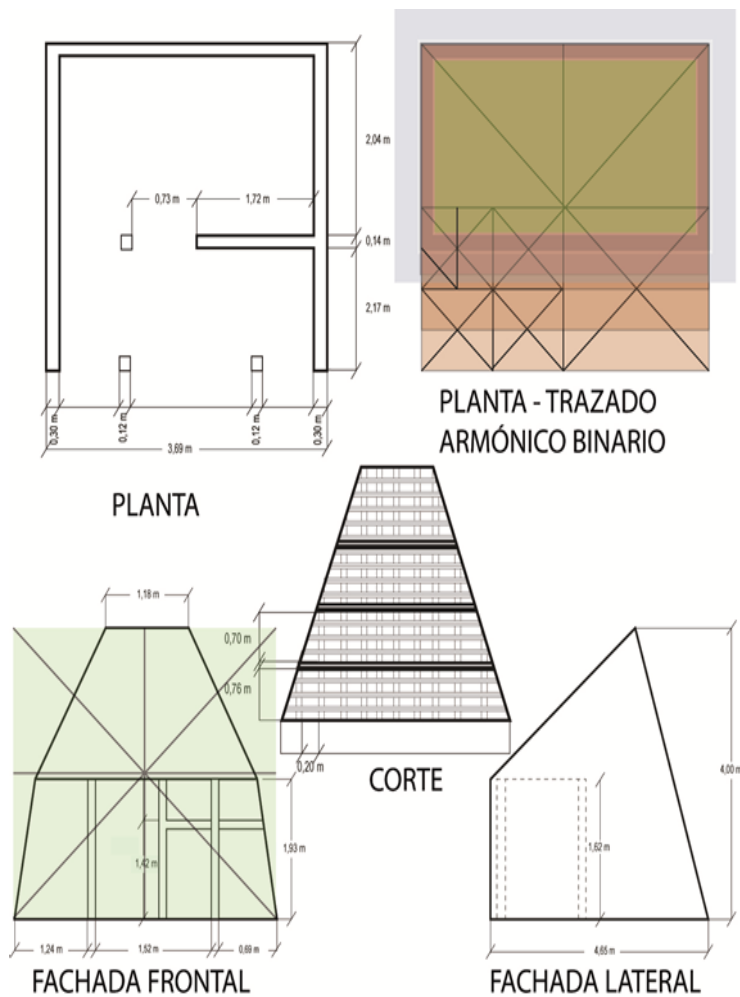 2,04 m
0,73 m
1,72 m
0,14 m
2,17 m
0,30 m
0,12 m
0,12 m
0,30 m
3,69 m
PLANTA
PLANTA - TRAZADO
ARMÓNICO BINARIO
1,18 m
0,70 m
0,76 m
0,20 m
CORTE
1,42 m
1,93 m
1,24 m
1,52 m
0,69 m
FACHADA FRONTAL
4,00 m
1,62 m
4,65 m
FACHADA LATERAL